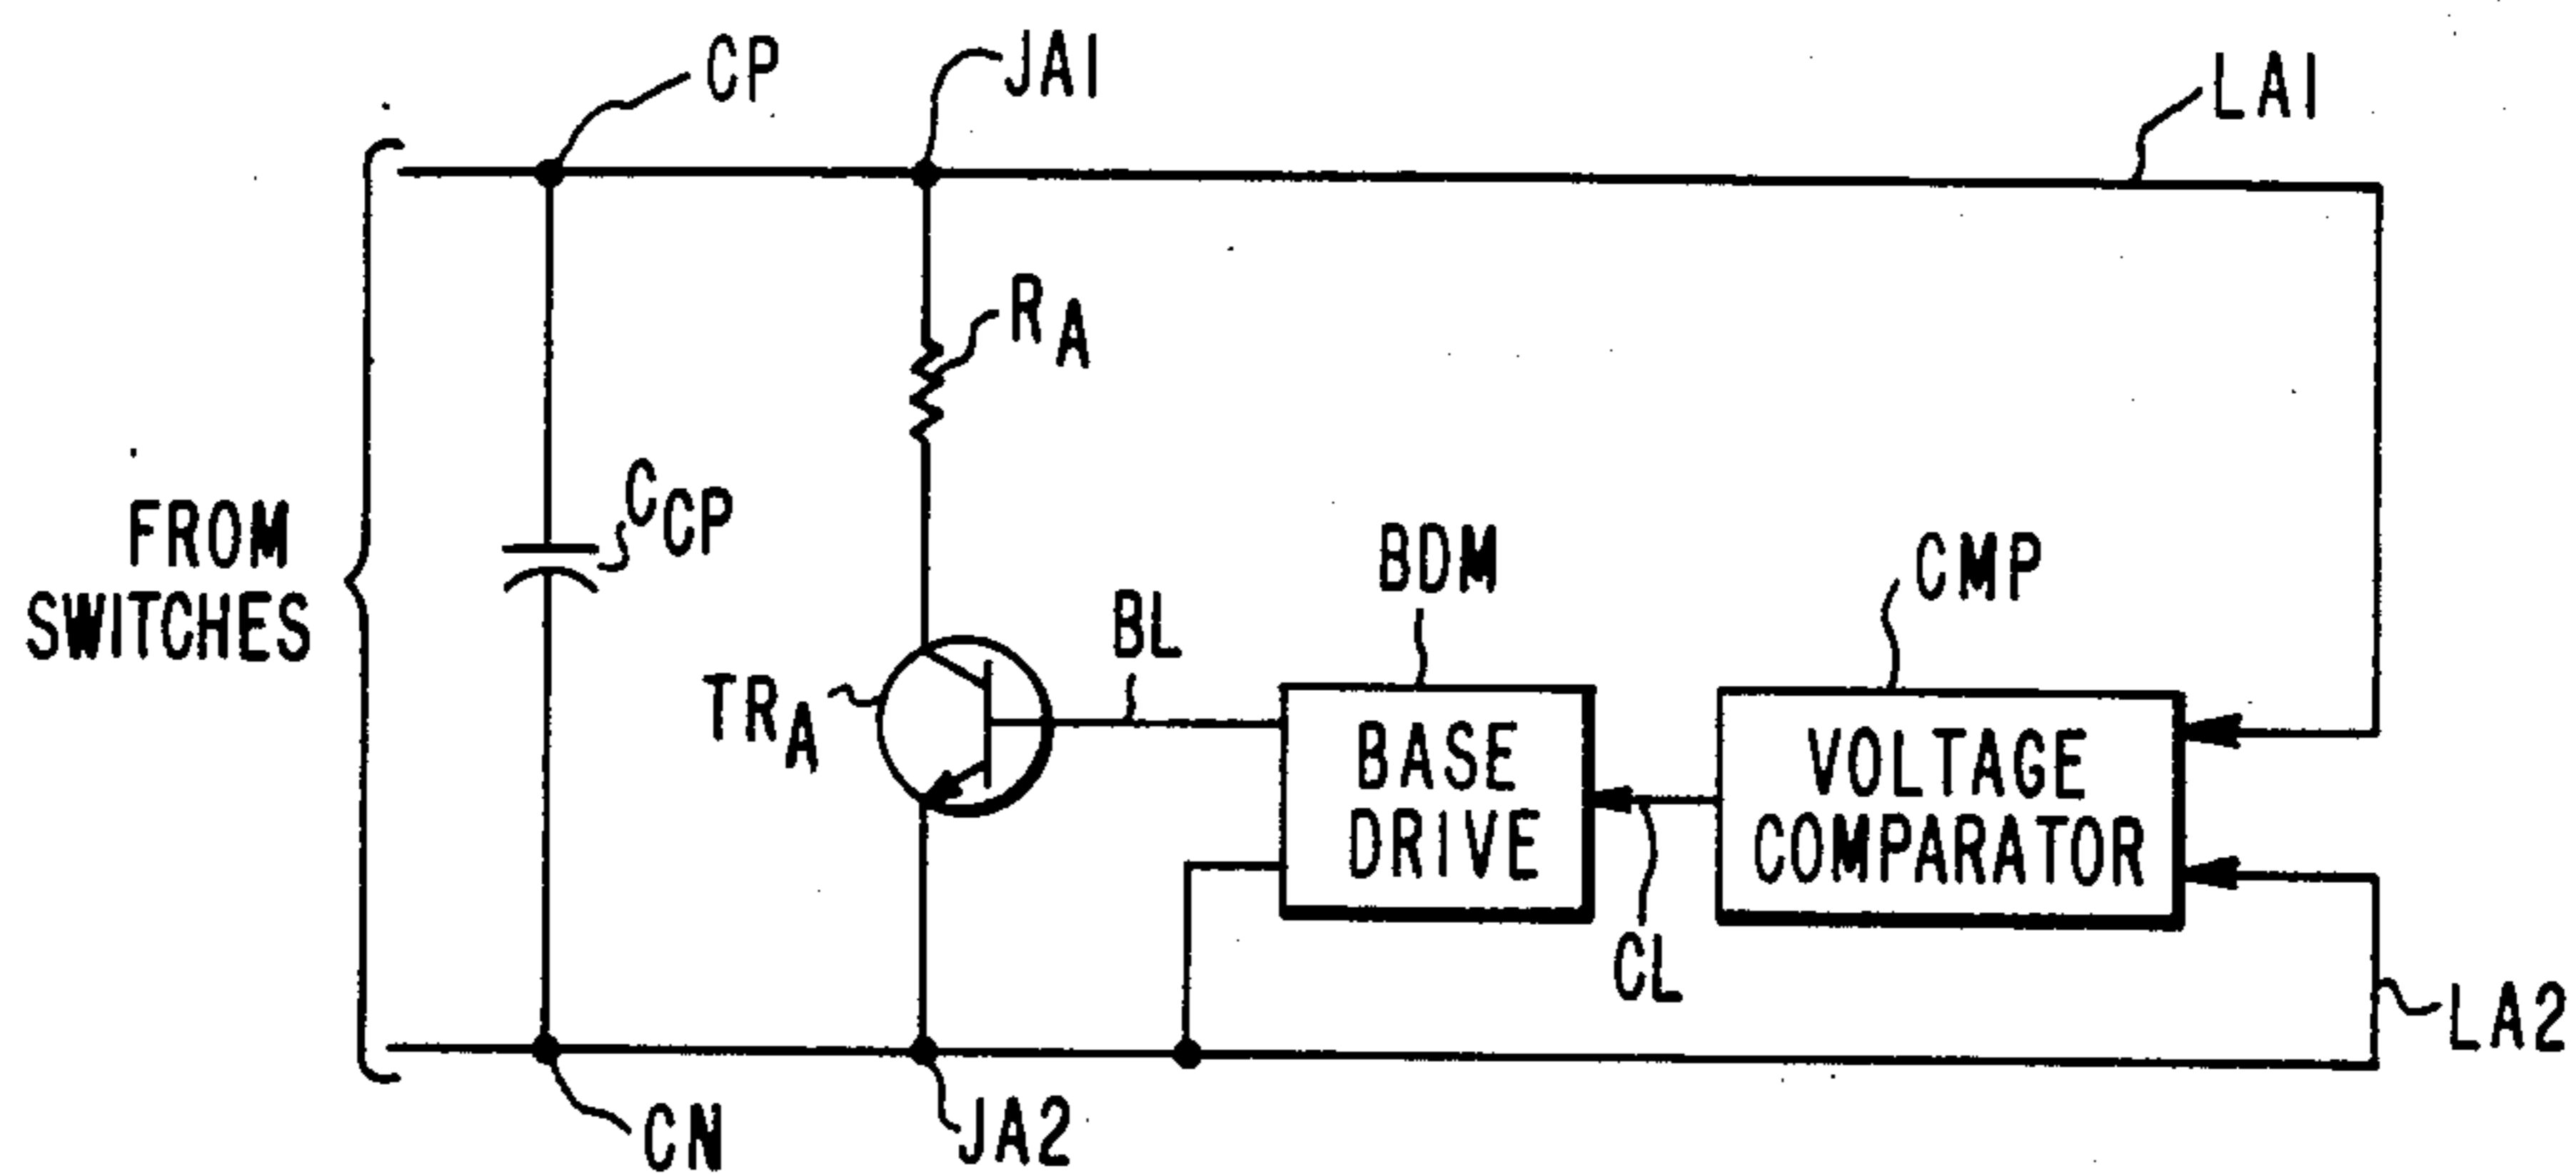 CP
JA1
LA1
RA
CCP
FROM
SWITCHES
TRA
BL
BDM
CMP
BASE
DRIVE
VOLTAGE
COMPARATOR
CL
LA2
CN
JA2